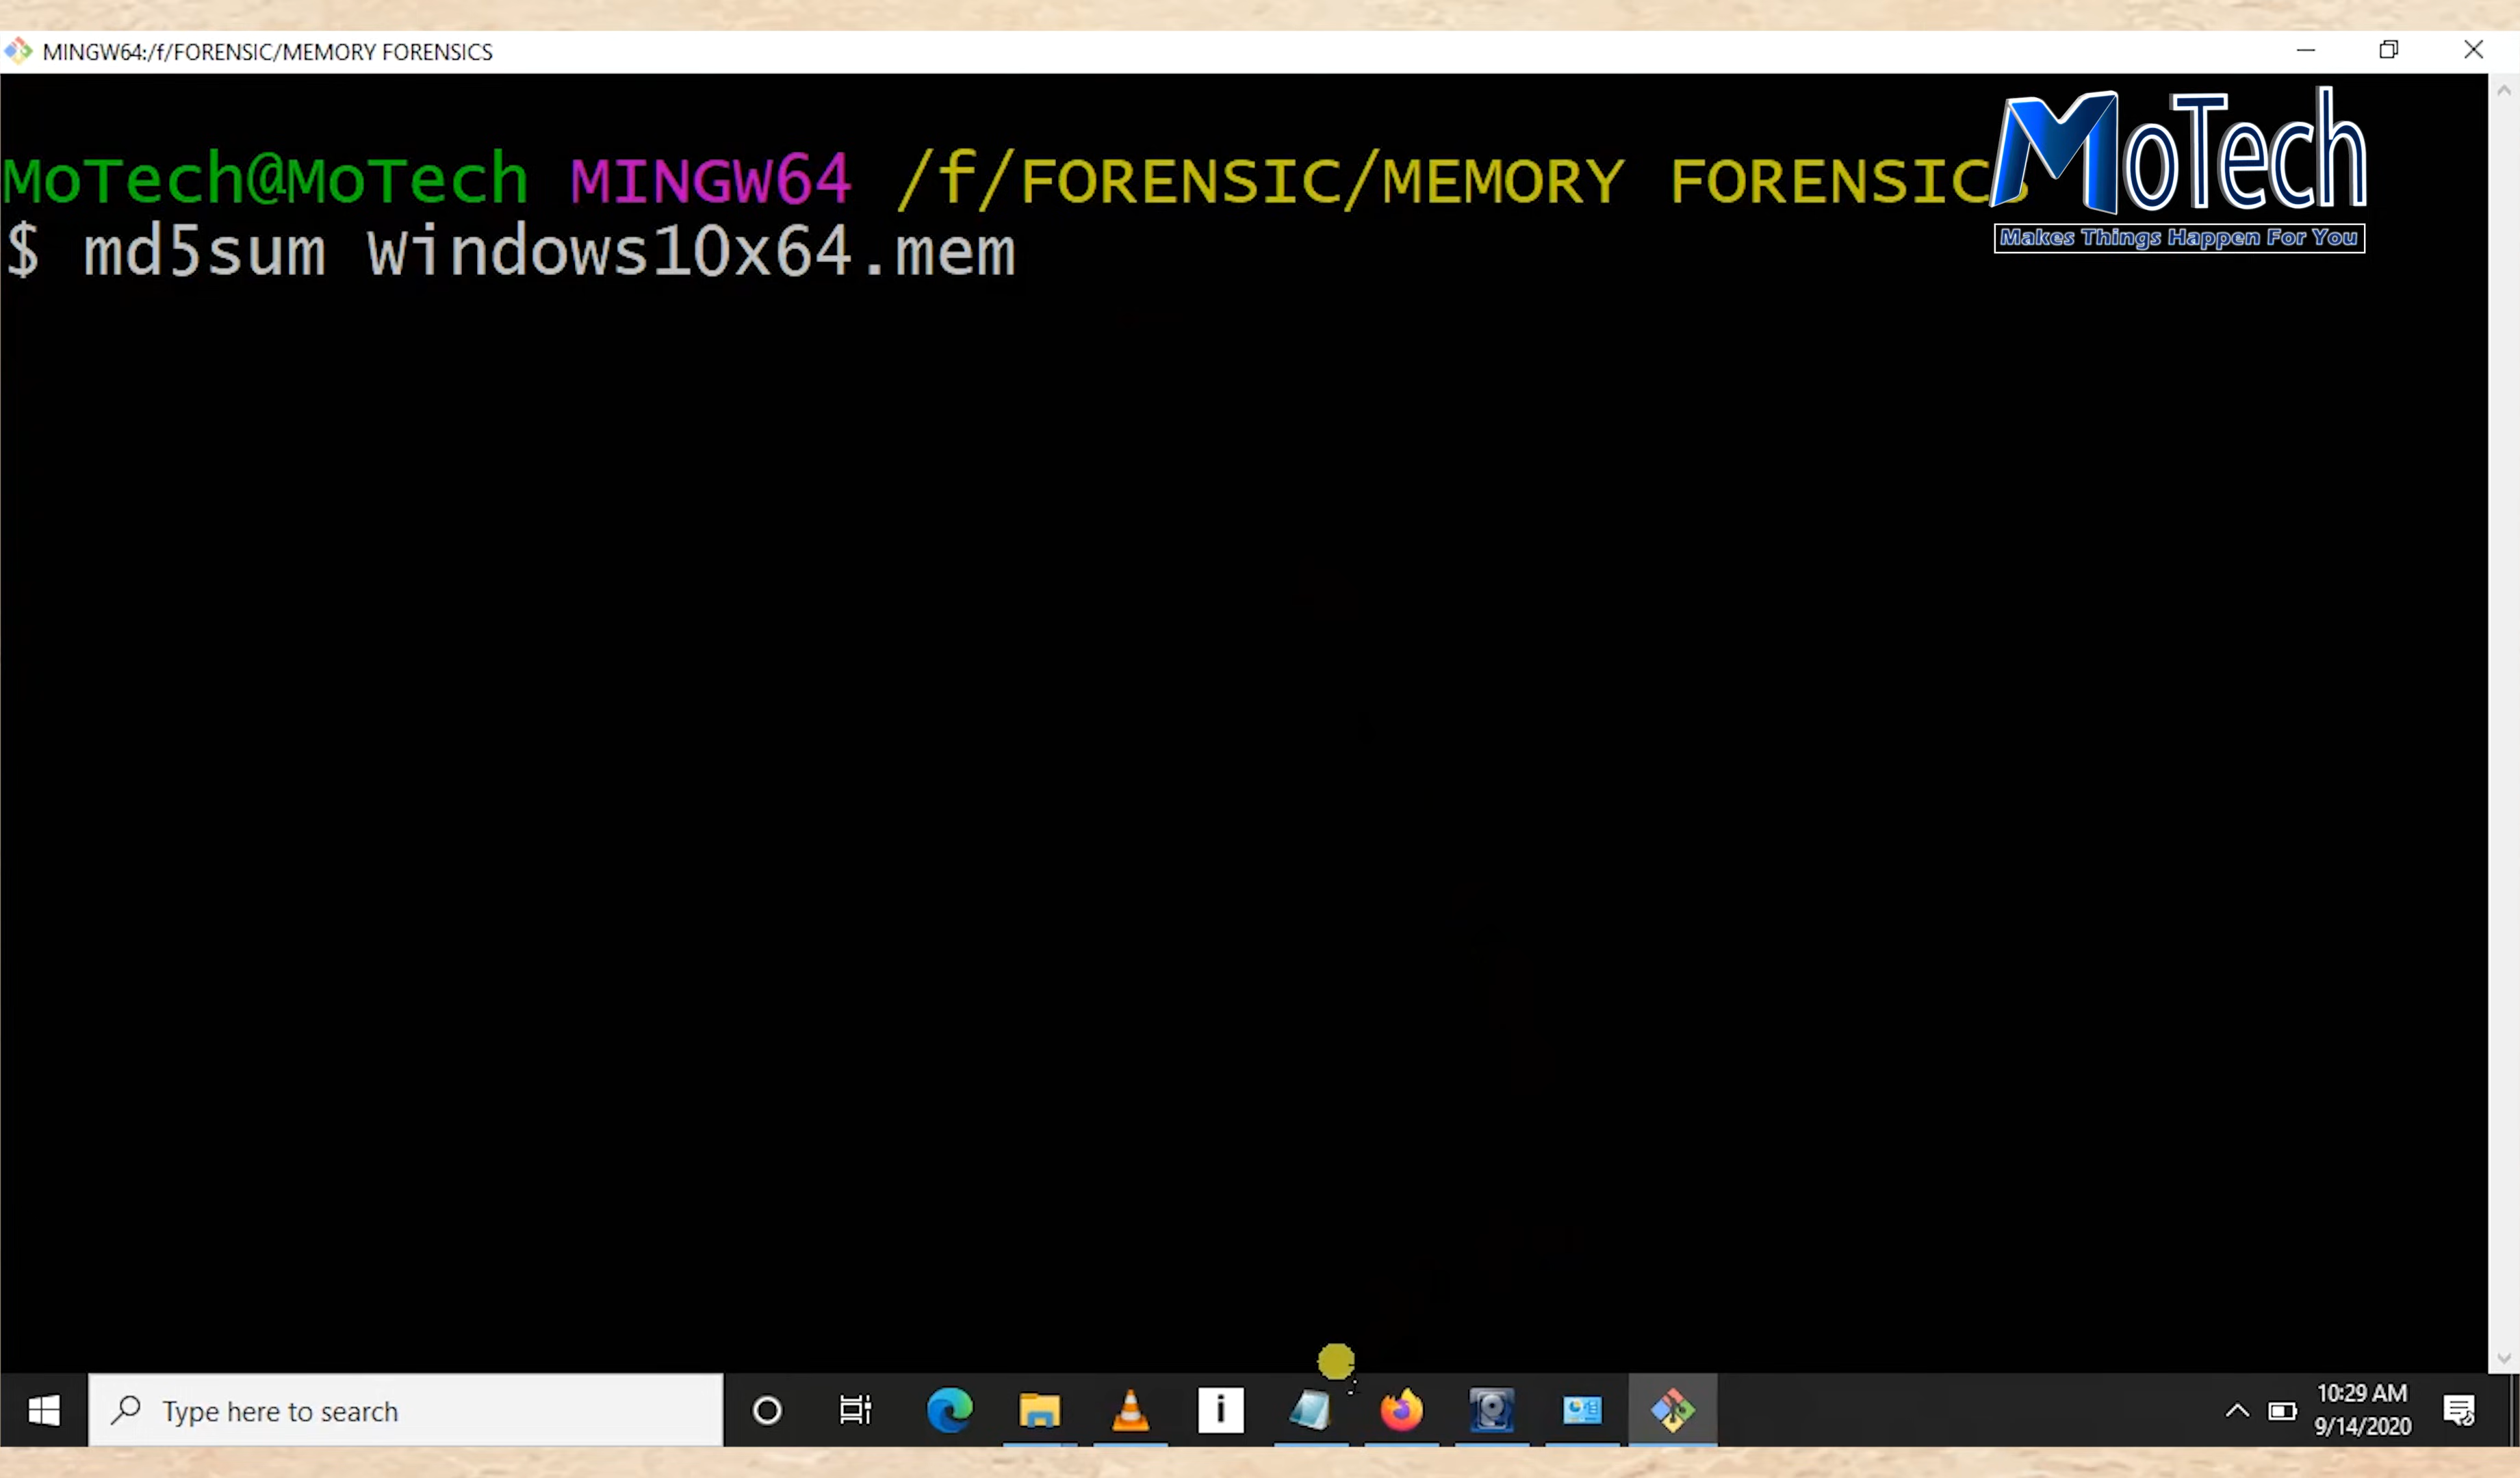 MINGW64:/f/FORENSIC/MEMORY FORENSICS
MoTech
Makes Things Happen For You
MoTech@MoTech MINGW64 /f/FORENSIC/MEMORY FORENSICS
$ md5sum Windows10x64.mem
Type here to search
10:29 AM
9/14/2020